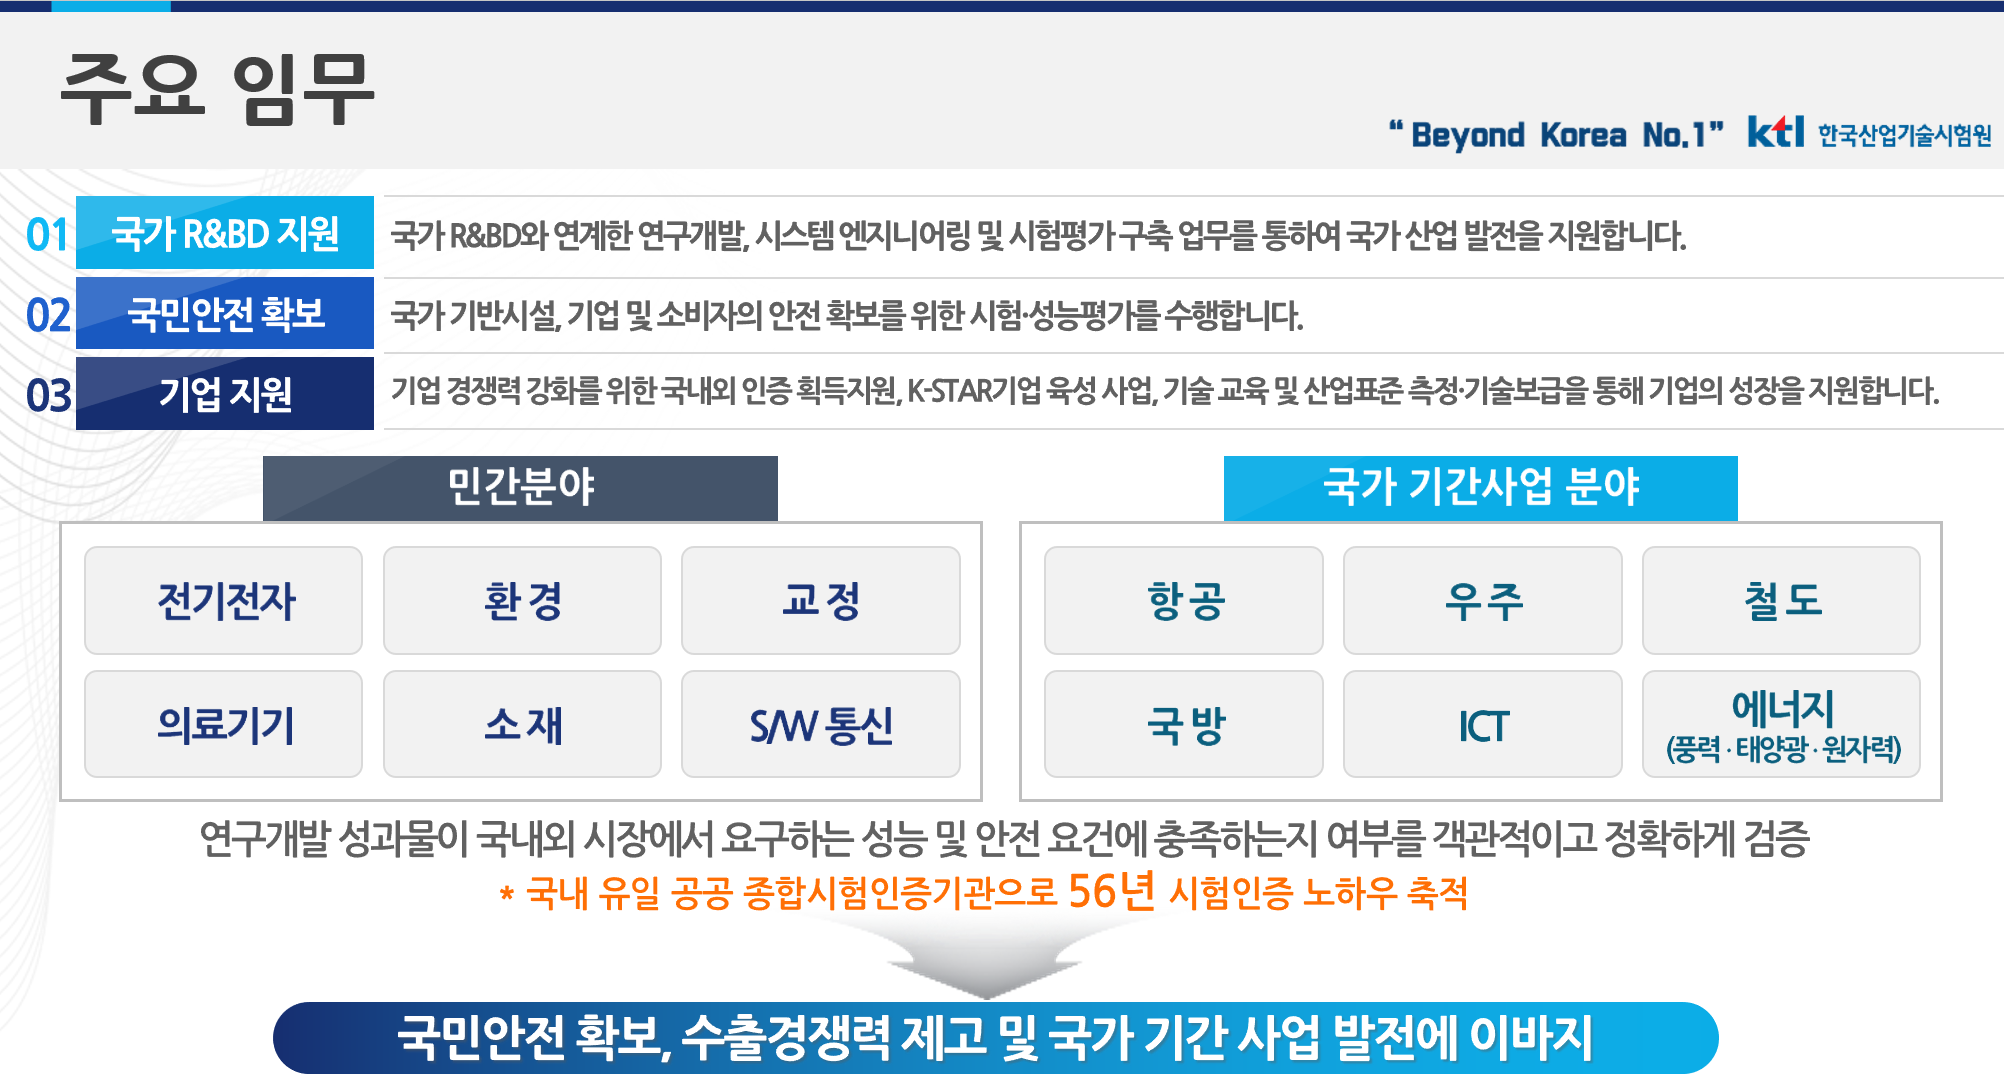 주요 임무
“ Beyond Korea No.1” ktl 한국산업기술시험원
01 국가 R&BD 지원 국가 R&BD와 연계한 연구개발, 시스템 엔지니어링 및 시험평가 구축 업무를 통하여 국가 산업 발전을 지원합니다.
02 국민안전 확보 국가 기반시설, 기업 및 소비자의 안전 확보를 위한 시험·성능평가를 수행합니다.
03 기업 지원 기업 경쟁력 강화를 위한 국내외 인증 획득지원, K-STAR기업 육성 사업, 기술 교육 및 산업표준 측정·기술보급을 통해 기업의 성장을 지원합니다.
민간분야
전기전자 환경 교정
의료기기 소재 S/W 통신
국가 기간사업 분야
항공 우주 철도
국방 ICT 에너지
(풍력 · 태양광 · 원자력)
연구개발 성과물이 국내외 시장에서 요구하는 성능 및 안전 요건에 충족하는지 여부를 객관적이고 정확하게 검증
* 국내 유일 공공 종합시험인증기관으로 56년 시험인증 노하우 축적
국민안전 확보, 수출경쟁력 제고 및 국가 기간 사업 발전에 이바지